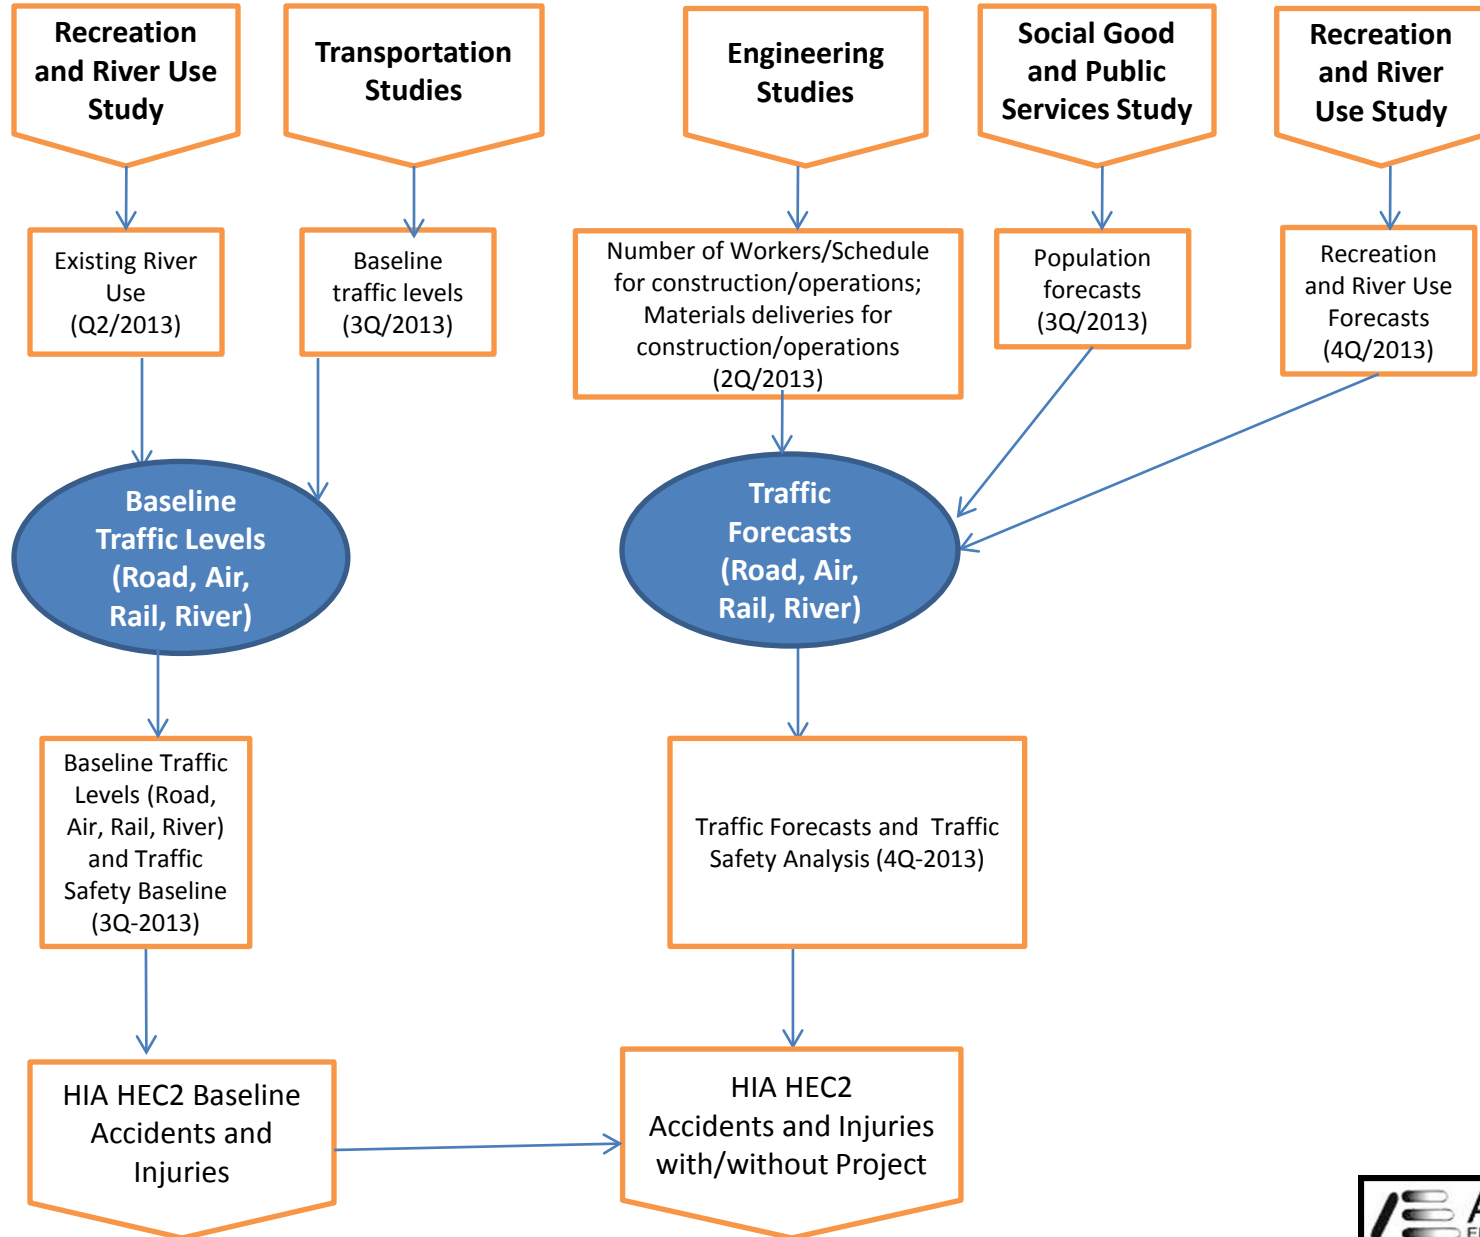 Recreation
and River Use
Study
Transportation
Studies
Engineering
Studies
Social Good
and Public
Services Study
Recreation
and River
Use Study
Existing River
Use
(Q2/2013)
Baseline
traffic levels
(3Q/2013)
Number of Workers/Schedule
for construction/operations;
Materials deliveries for
construction/operations
(2Q/2013)
Population
forecasts
(3Q/2013)
Recreation
and River Use
Forecasts
(4Q/2013)
Baseline
Traffic Levels
(Road, Air,
Rail, River)
Traffic
Forecasts
(Road, Air,
Rail, River)
Baseline Traffic
Levels (Road,
Air, Rail, River)
and Traffic
Safety Baseline
(3Q-2013)
Traffic Forecasts and Traffic
Safety Analysis (4Q-2013)
HIA HEC2 Baseline
Accidents and
Injuries
HIA HEC2
Accidents and Injuries
with/without Project